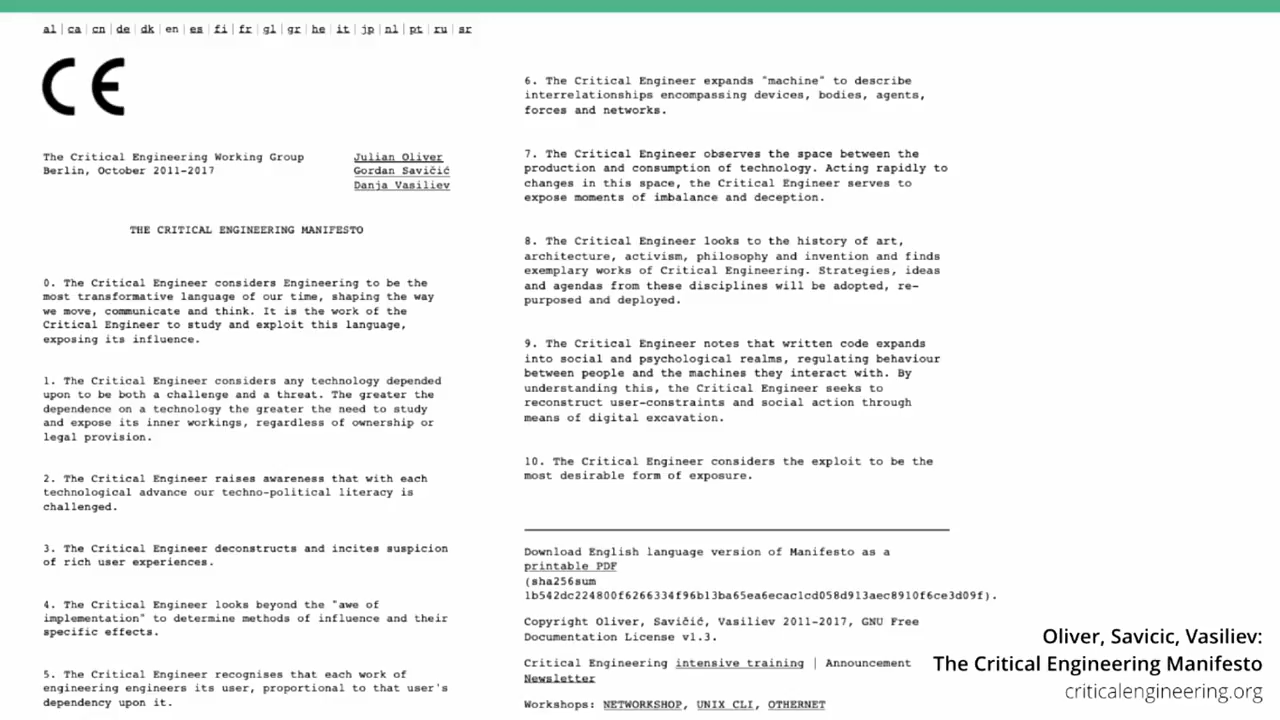 al | ca | cn | de | dk | en | es | fi | fr | gl | gr | he | it | jp | nl | pt | ru | sr
CE
The Critical Engineering Working Group
Berlin, October 2011-2017
Julian Oliver
Gordan Savičić
Danja Vasiliev
THE CRITICAL ENGINEERING MANIFESTO
0. The Critical Engineer considers Engineering to be the
most transformative language of our time, shaping the way
we move, communicate and think. It is the work of the
Critical Engineer to study and exploit this language,
exposing its influence.
1. The Critical Engineer considers any technology depended
upon to be both a challenge and a threat. The greater the
dependence on a technology the greater the need to study
and expose its inner workings, regardless of ownership or
legal provision.
2. The Critical Engineer raises awareness that with each
technological advance our techno-political literacy is
challenged.
3. The Critical Engineer deconstructs and incites suspicion
of rich user experiences.
4. The Critical Engineer looks beyond the "awe of
implementation" to determine methods of influence and their
specific effects.
5. The Critical Engineer recognises that each work of
engineering engineers its user, proportional to that user's
dependency upon it.
6. The Critical Engineer expands "machine" to describe
interrelationships encompassing devices, bodies, agents,
forces and networks.
7. The Critical Engineer observes the space between the
production and consumption of technology. Acting rapidly to
changes in this space, the Critical Engineer serves to
expose moments of imbalance and deception.
8. The Critical Engineer looks to the history of art,
architecture, activism, philosophy and invention and finds
exemplary works of Critical Engineering. Strategies, ideas
and agendas from these disciplines will be adopted, re-
purposed and deployed.
9. The Critical Engineer notes that written code expands
into social and psychological realms, regulating behaviour
between people and the machines they interact with. By
understanding this, the Critical Engineer seeks to
reconstruct user-constraints and social action through
means of digital excavation.
10. The Critical Engineer considers the exploit to be the
most desirable form of exposure.
Download English language version of Manifesto as a
printable PDF
(sha256sum
1b542dc224800f6266334f96b13ba65ea6ecac1cd058d913aec8910f6ce3d09f).
Copyright Oliver, Savičić, Vasiliev 2011-2017, GNU Free
Documentation License v1.3.
Critical Engineering intensive training | Announcement
Newsletter
Workshops: NETWORKSHOP, UNIX CLI, OTHERNET
Oliver, Savicic, Vasiliev:
The Critical Engineering Manifesto
criticalengineering.org